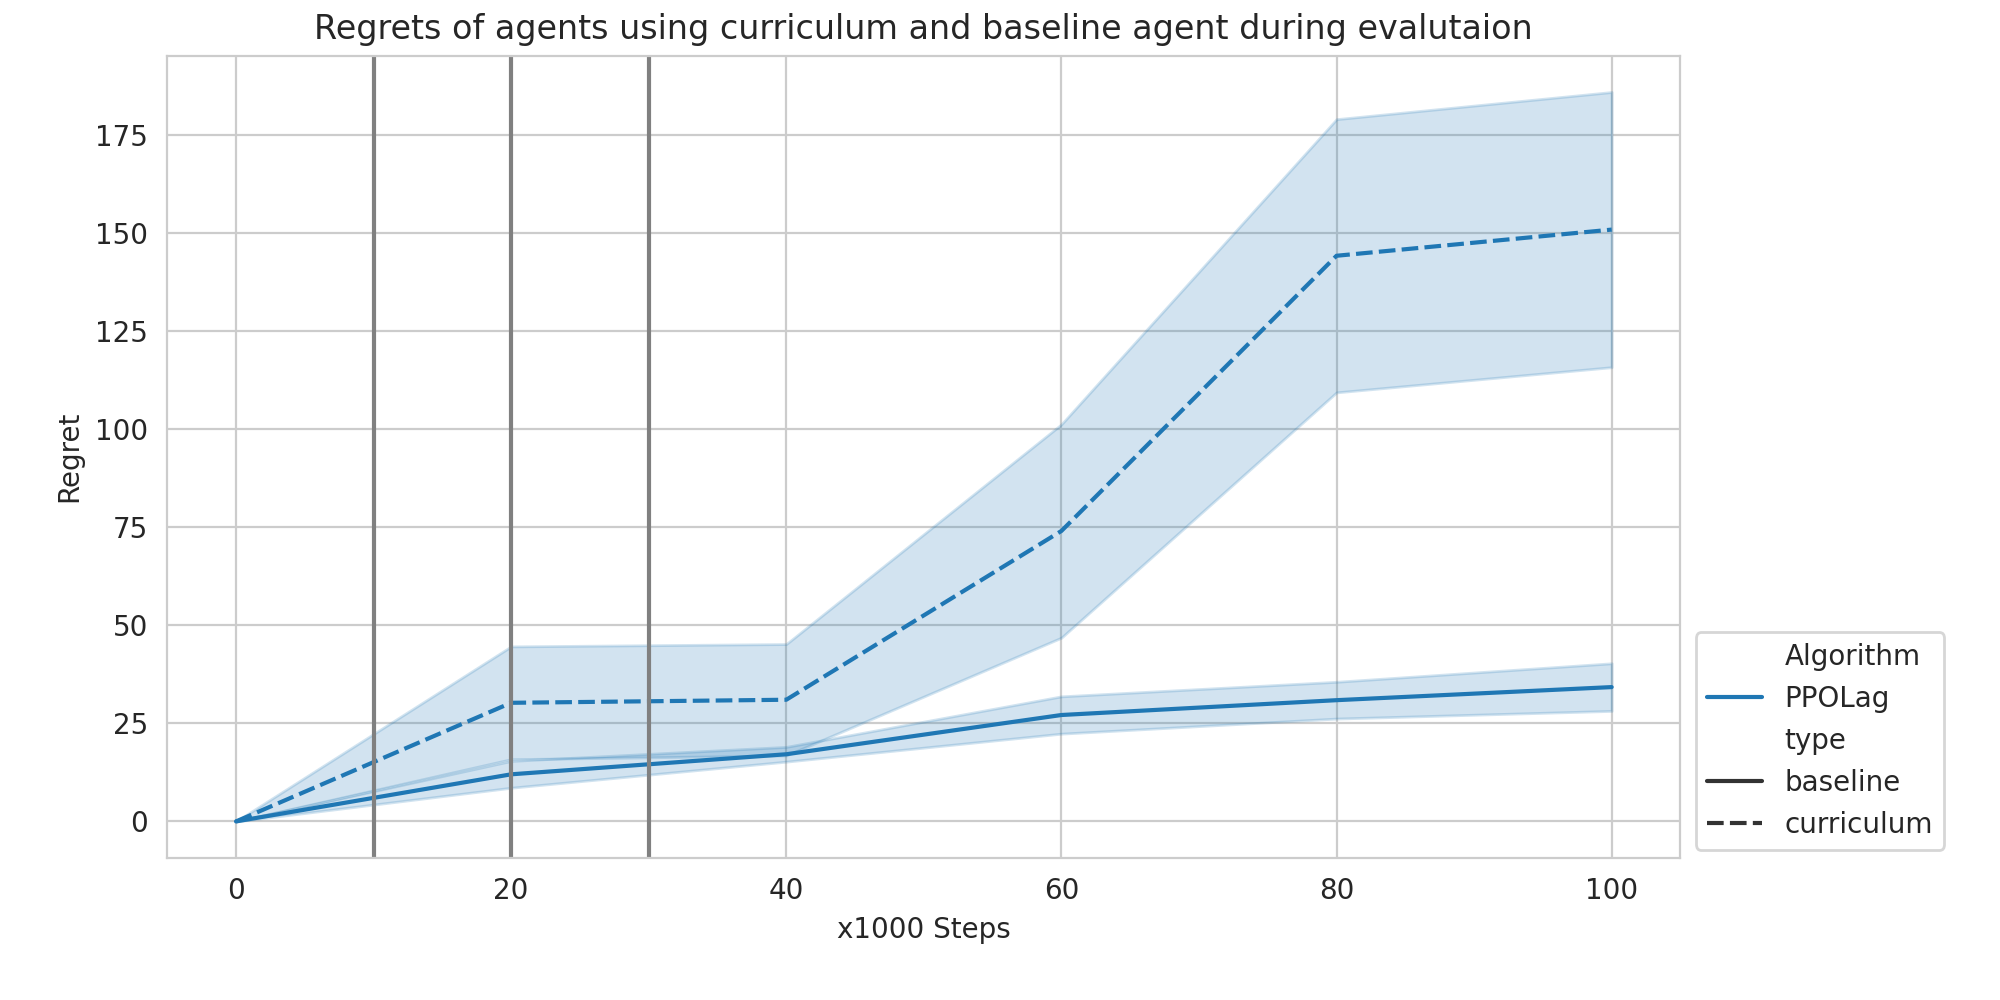 Regrets of agents using curriculum and baseline agent during evalutaion
175
150
125
100
75
50
25
0
Regret
0 20 40 60 80 100
x1000 Steps
Algorithm
PPOLag
type
baseline
curriculum